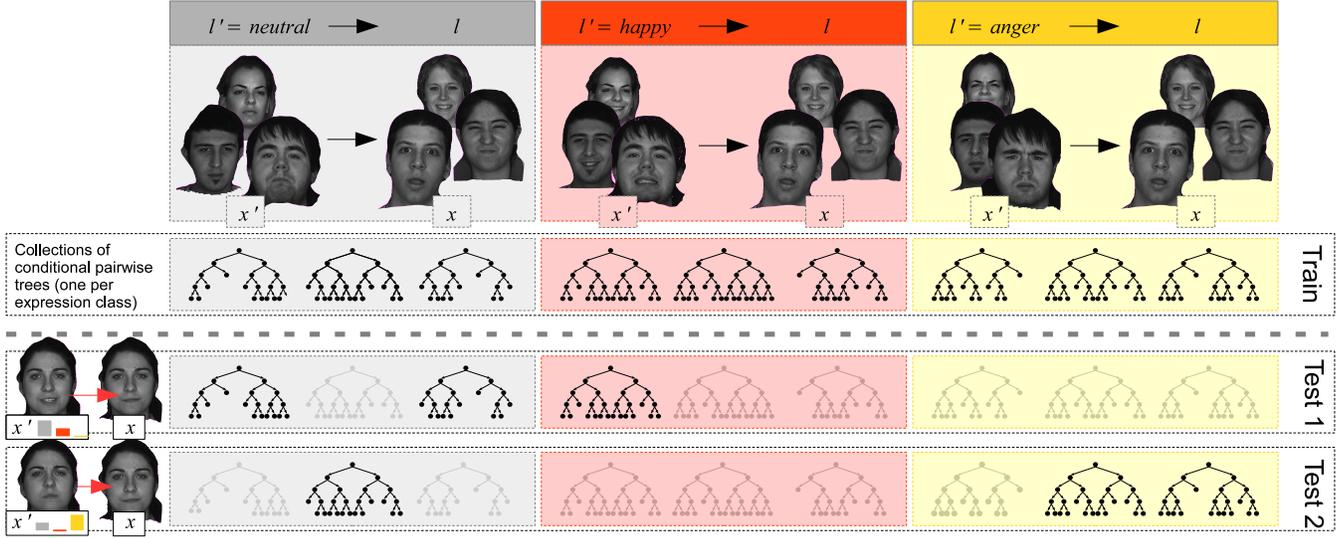 l' = neutral l
l' = happy l
l' = anger l
x' x
x' x
x' x
Collections of
conditional pairwise
trees (one per
expression class)
Train
Test 1
x' x
Test 2
x' x